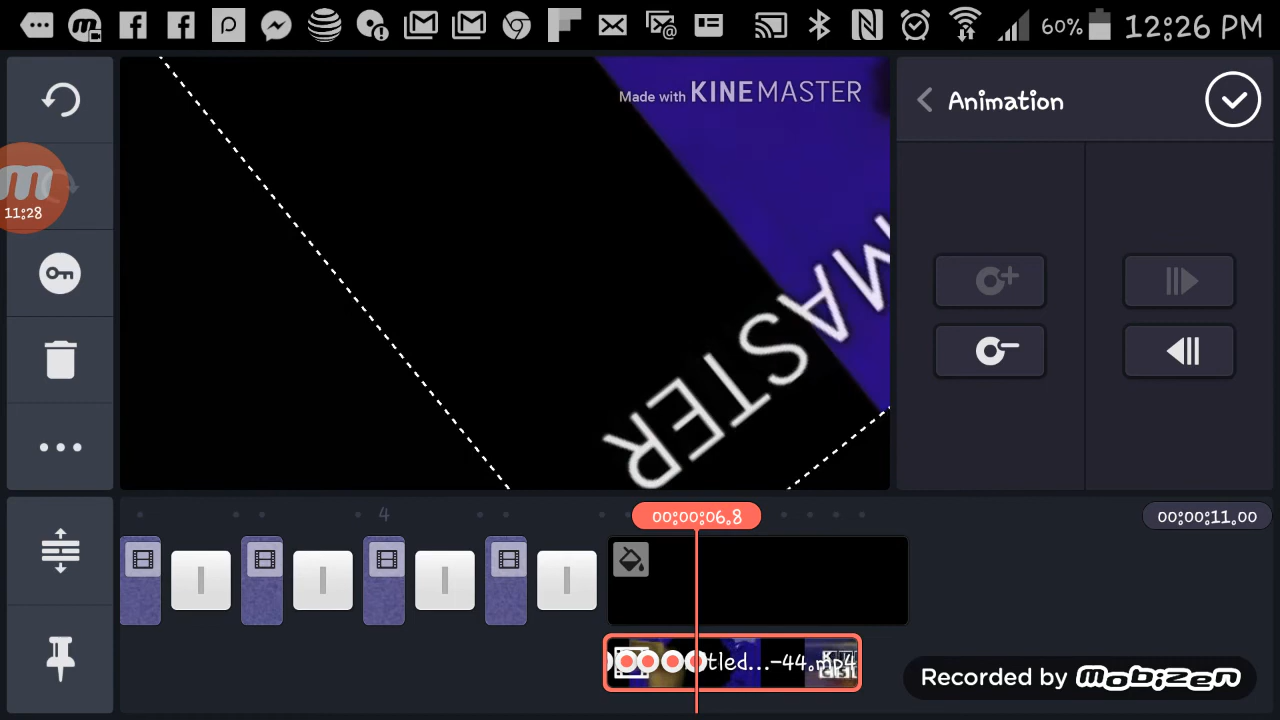 60% 12:26 PM
Made with KINEMASTER
Animation
11:28
MASTER
4
00:00:06.8
00:00:11.00
tled...-44.mp4
Recorded by mobizen